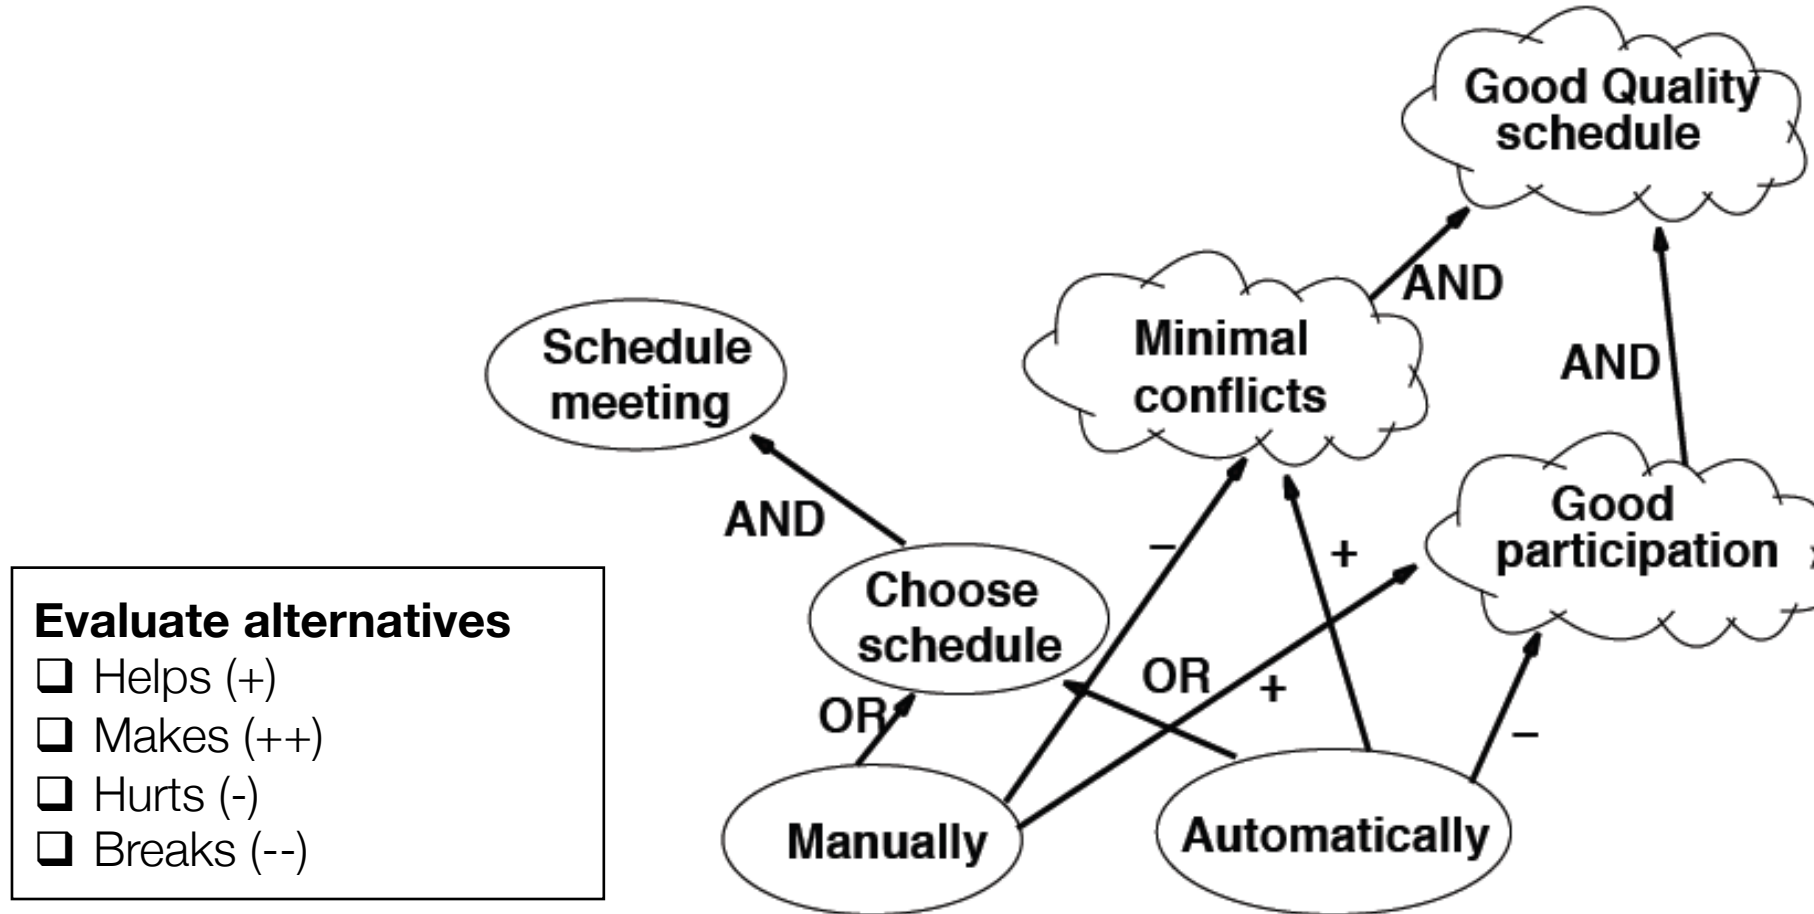 Good Quality
schedule
AND
Minimal
conflicts
Schedule
meeting
AND
Good
participation
AND
–
+
Choose
schedule
OR
OR
+
–
Manually
Automatically
Evaluate alternatives
❑ Helps (+)
❑ Makes (++)
❑ Hurts (-)
❑ Breaks (--)